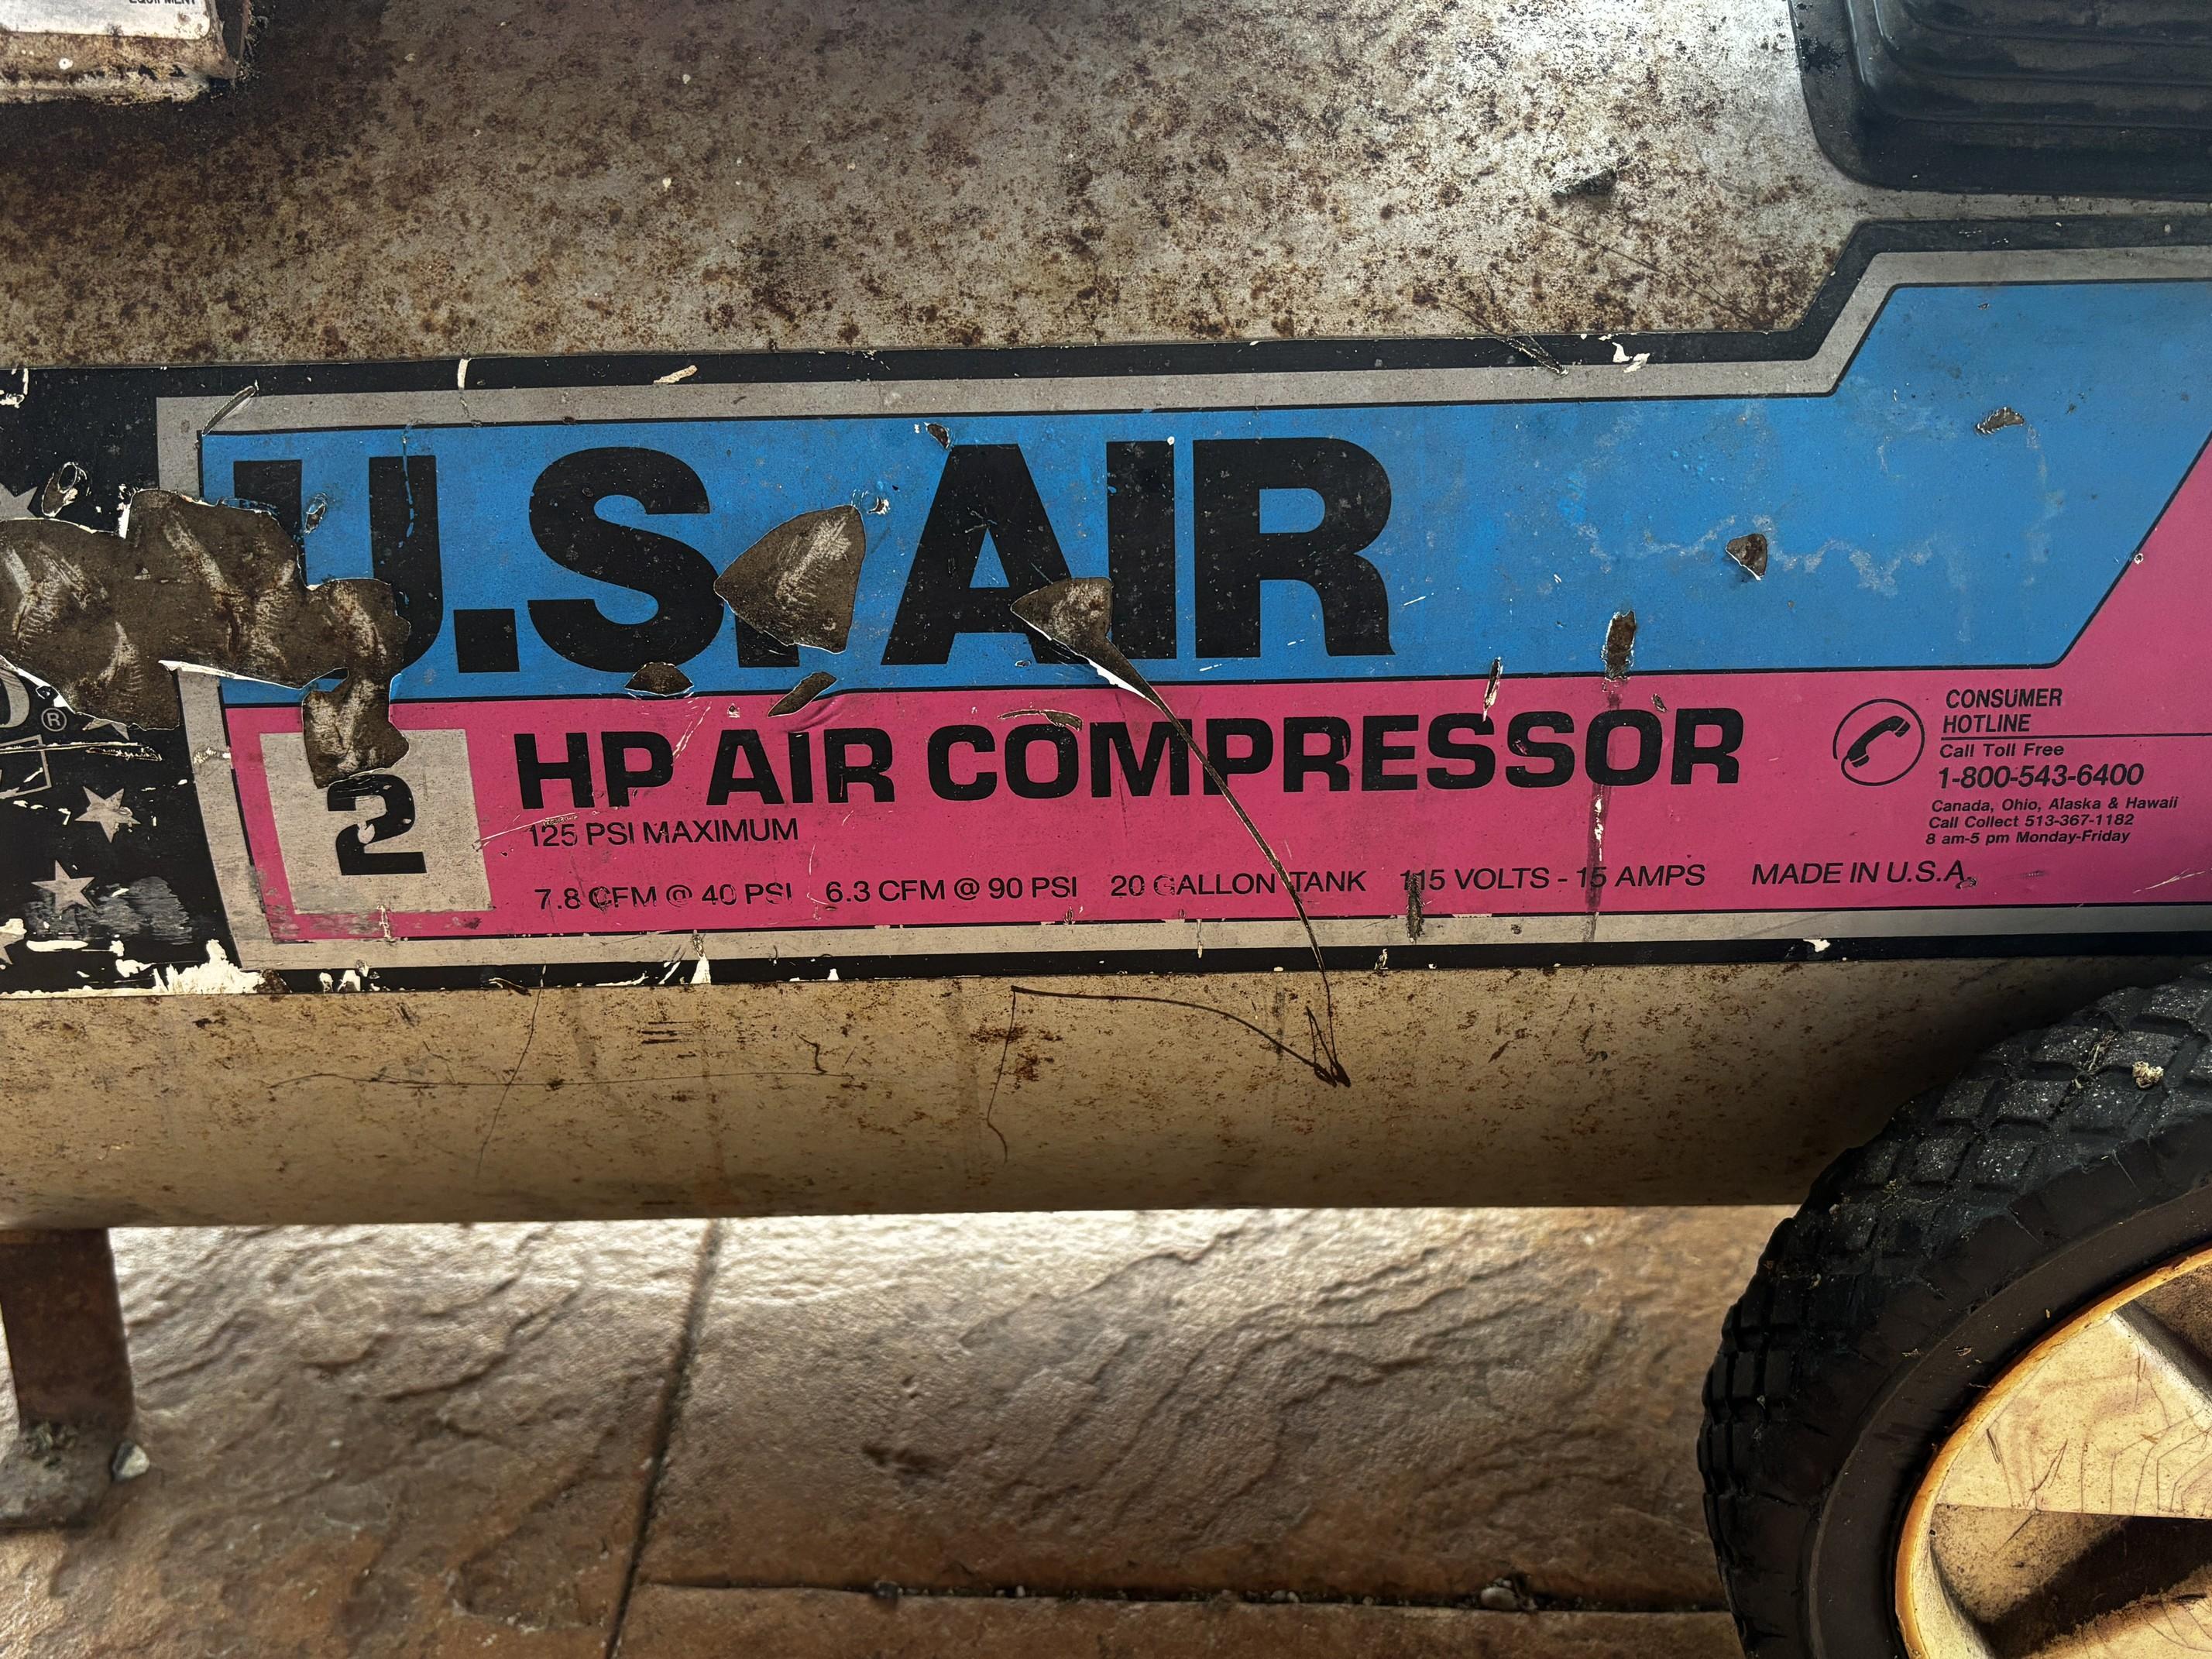 EQUIPMENT
U.S. AIR
®
2
HP AIR COMPRESSOR
125 PSI MAXIMUM
7.8 CFM @ 40 PSI 6.3 CFM @ 90 PSI 20 GALLON TANK 115 VOLTS - 15 AMPS MADE IN U.S.A.
CONSUMER
HOTLINE
Call Toll Free
1-800-543-6400
Canada, Ohio, Alaska & Hawaii
Call Collect 513-367-1182
8 am-5 pm Monday-Friday